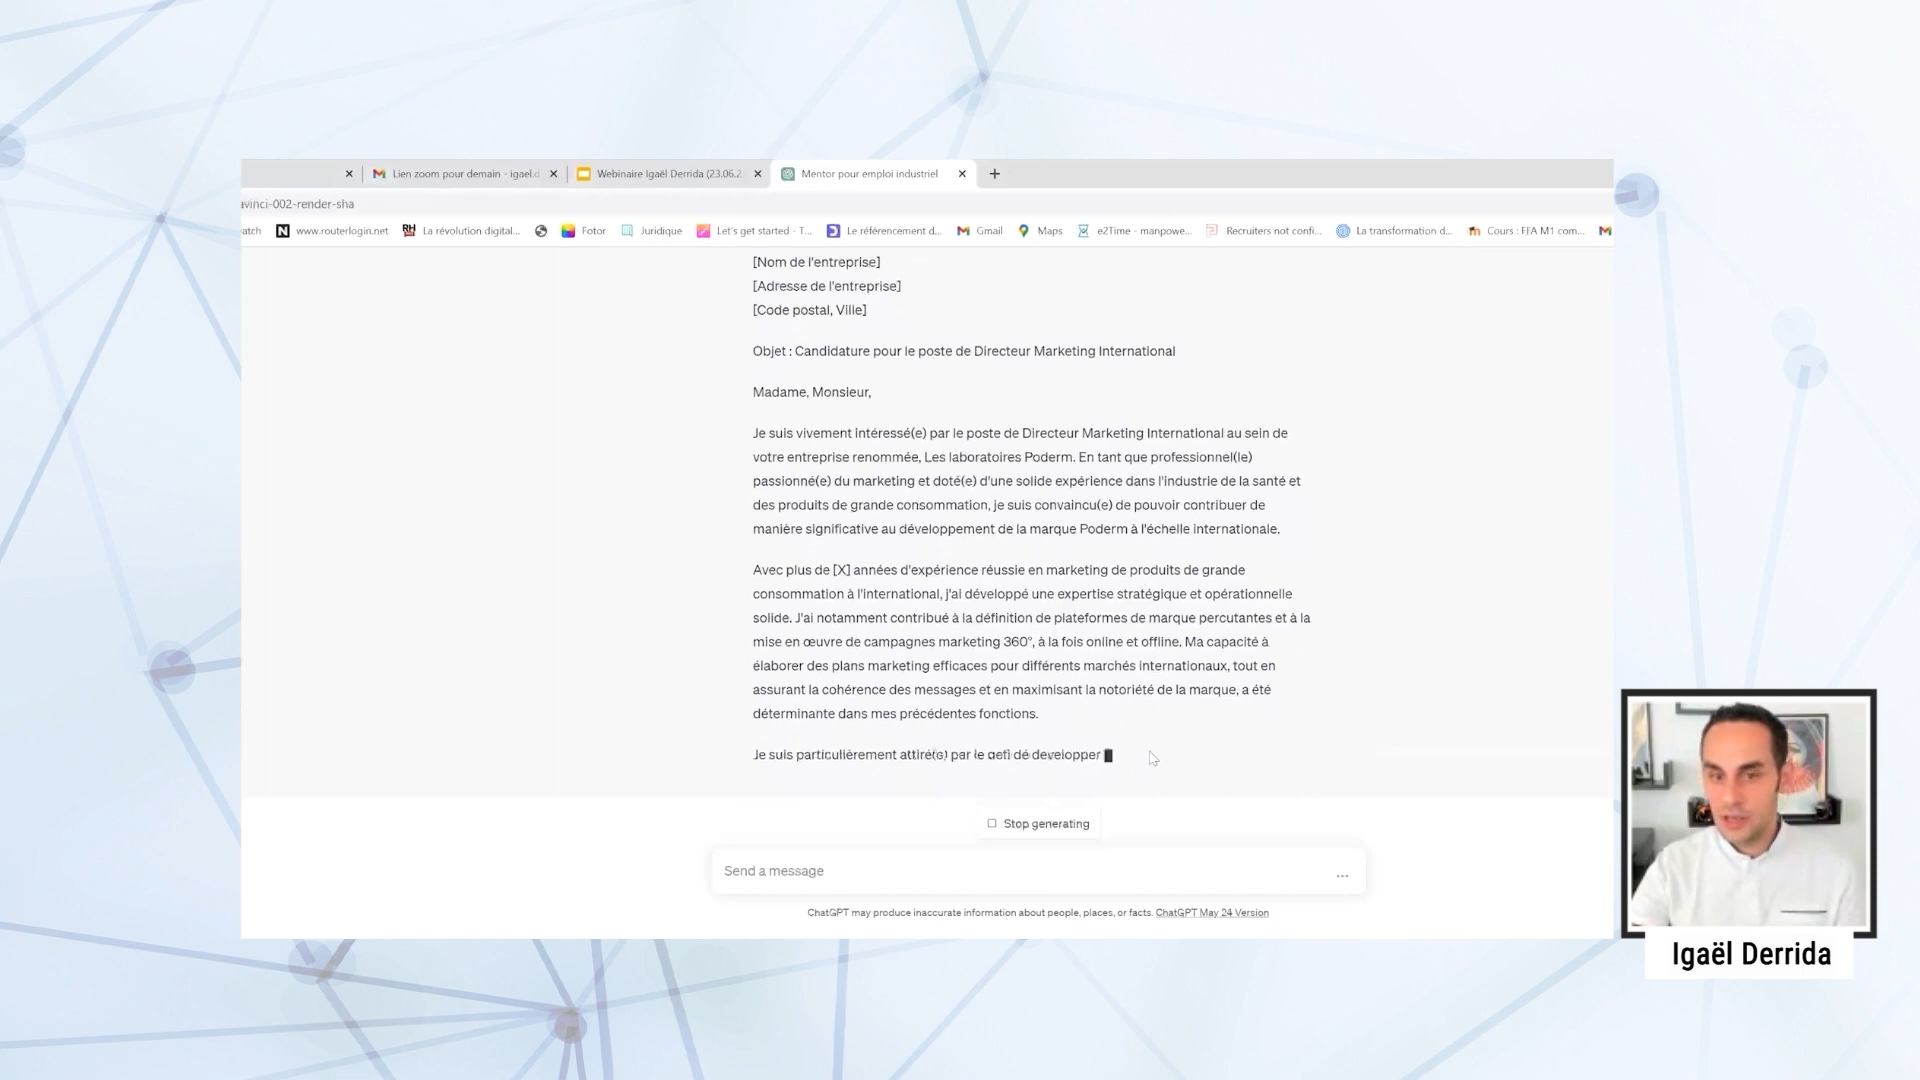 Lien zoom pour demain - igael.d
Webinaire Igaël Derrida (23.06.2
Mentor pour emploi industriel
avinci-002-render-sha
atch
www.routerlogin.net
La révolution digital...
Fotor
Juridique
Let's get started - T...
Le référencement d...
Gmail
Maps
e2Time - manpowe...
Recruiters not confi...
La transformation d...
Cours : FFA M1 com...
[Nom de l'entreprise]
[Adresse de l'entreprise]
[Code postal, Ville]
Objet : Candidature pour le poste de Directeur Marketing International
Madame, Monsieur,
Je suis vivement intéressé(e) par le poste de Directeur Marketing International au sein de
votre entreprise renommée, Les laboratoires Poderm. En tant que professionnel(le)
passionné(e) du marketing et doté(e) d'une solide expérience dans l'industrie de la santé et
des produits de grande consommation, je suis convaincu(e) de pouvoir contribuer de
manière significative au développement de la marque Poderm à l'échelle internationale.
Avec plus de [X] années d'expérience réussie en marketing de produits de grande
consommation à l'international, j'ai développé une expertise stratégique et opérationnelle
solide. J'ai notamment contribué à la définition de plateformes de marque percutantes et à la
mise en œuvre de campagnes marketing 360°, à la fois online et offline. Ma capacité à
élaborer des plans marketing efficaces pour différents marchés internationaux, tout en
assurant la cohérence des messages et en maximisant la notoriété de la marque, a été
déterminante dans mes précédentes fonctions.
Je suis particulièrement attiré(e) par le défi de développer
Stop generating
Send a message
...
ChatGPT may produce inaccurate information about people, places, or facts. ChatGPT May 24 Version
Igaël Derrida